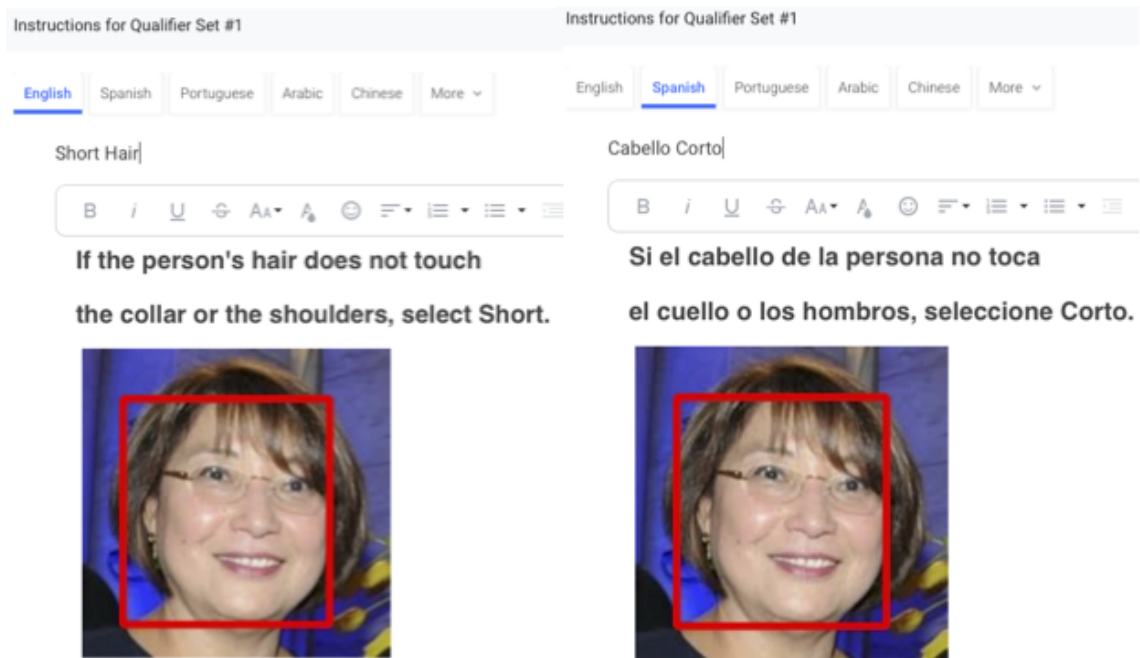 Instructions for Qualifier Set #1
English Spanish Portuguese Arabic Chinese More
Short Hair
B i U S AA A
If the person's hair does not touch
the collar or the shoulders, select Short.
Instructions for Qualifier Set #1
English Spanish Portuguese Arabic Chinese More
Cabello Corto
B i U S AA A
Si el cabello de la persona no toca
el cuello o los hombros, seleccione Corto.